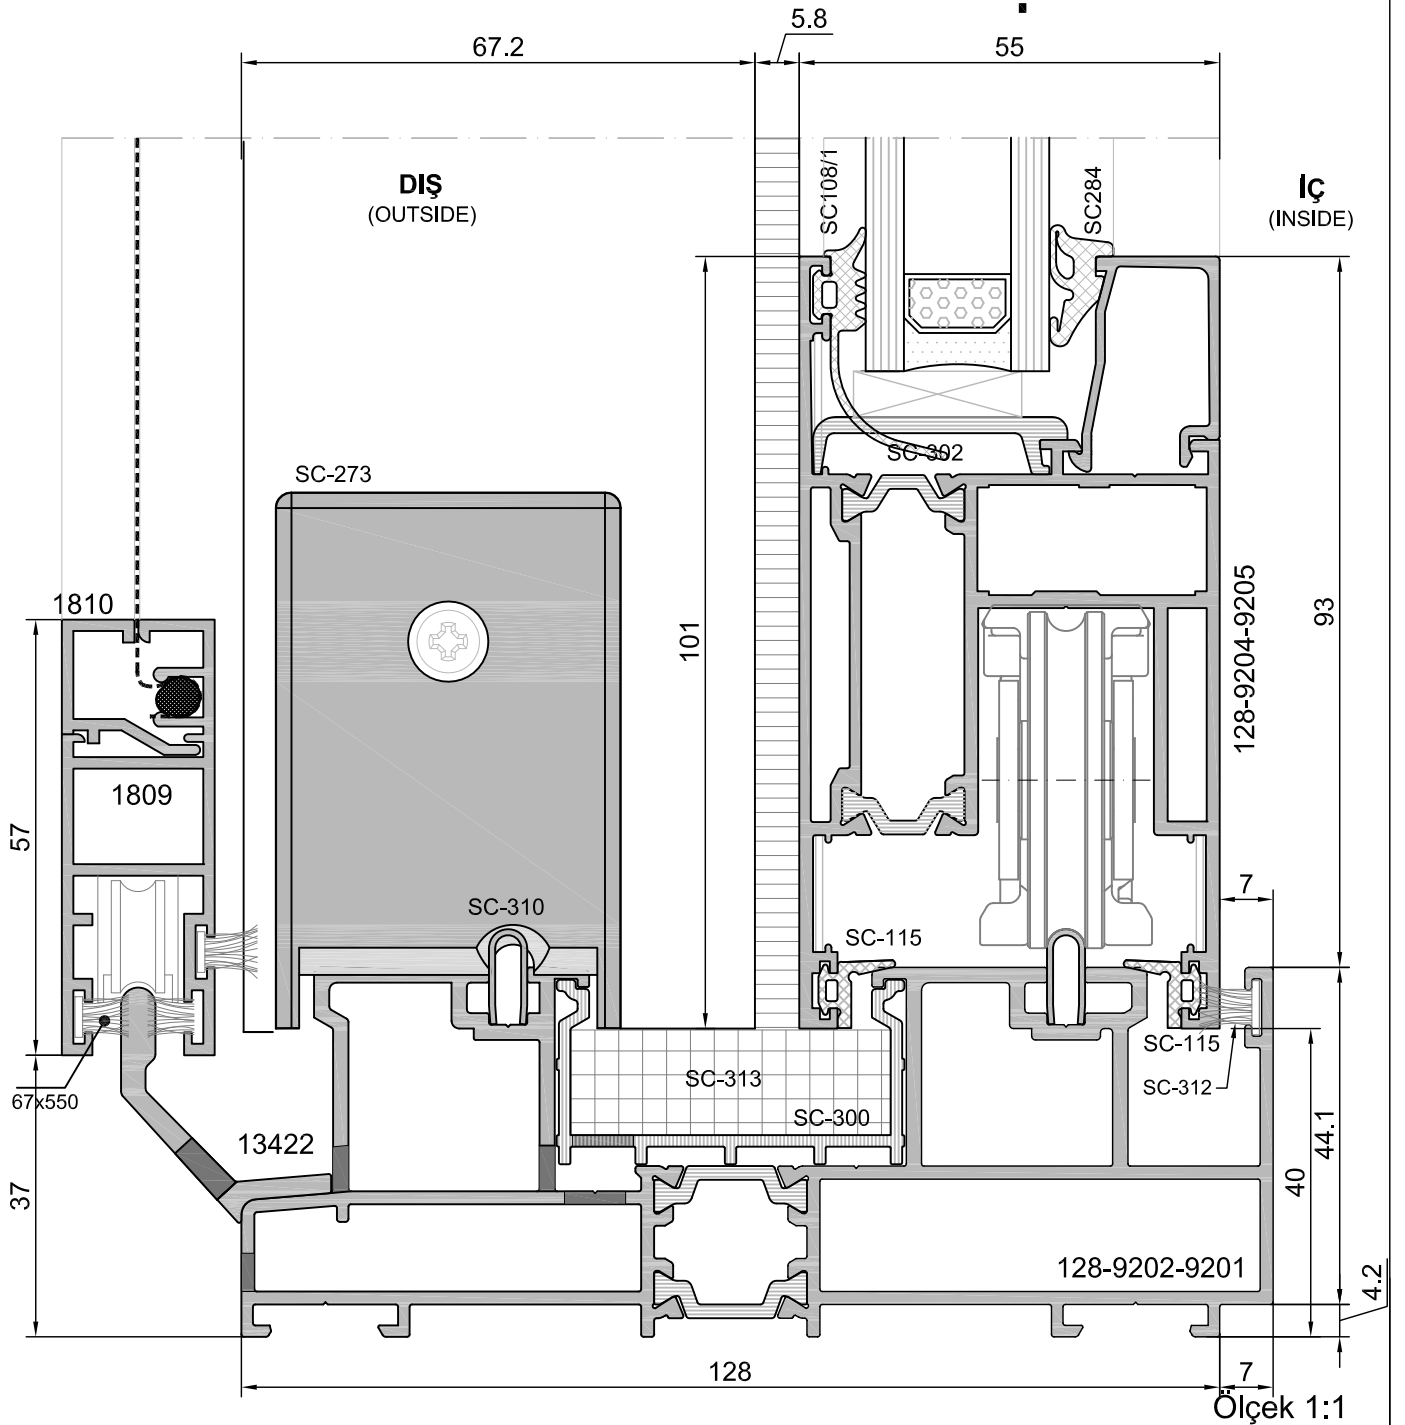 5.8
67.2
55
DIŞ
(OUTSIDE)
SC108/1
SC284
İÇ
(INSIDE)
SC-302
SC-273
128-9204-9205
93
101
1810
1809
57
SC-310
SC-115
7
67x550
SC-313
SC-300
SC-115
SC-312
13422
37
40
44.1
128-9202-9201
4.2
128
7
Ölçek 1:1